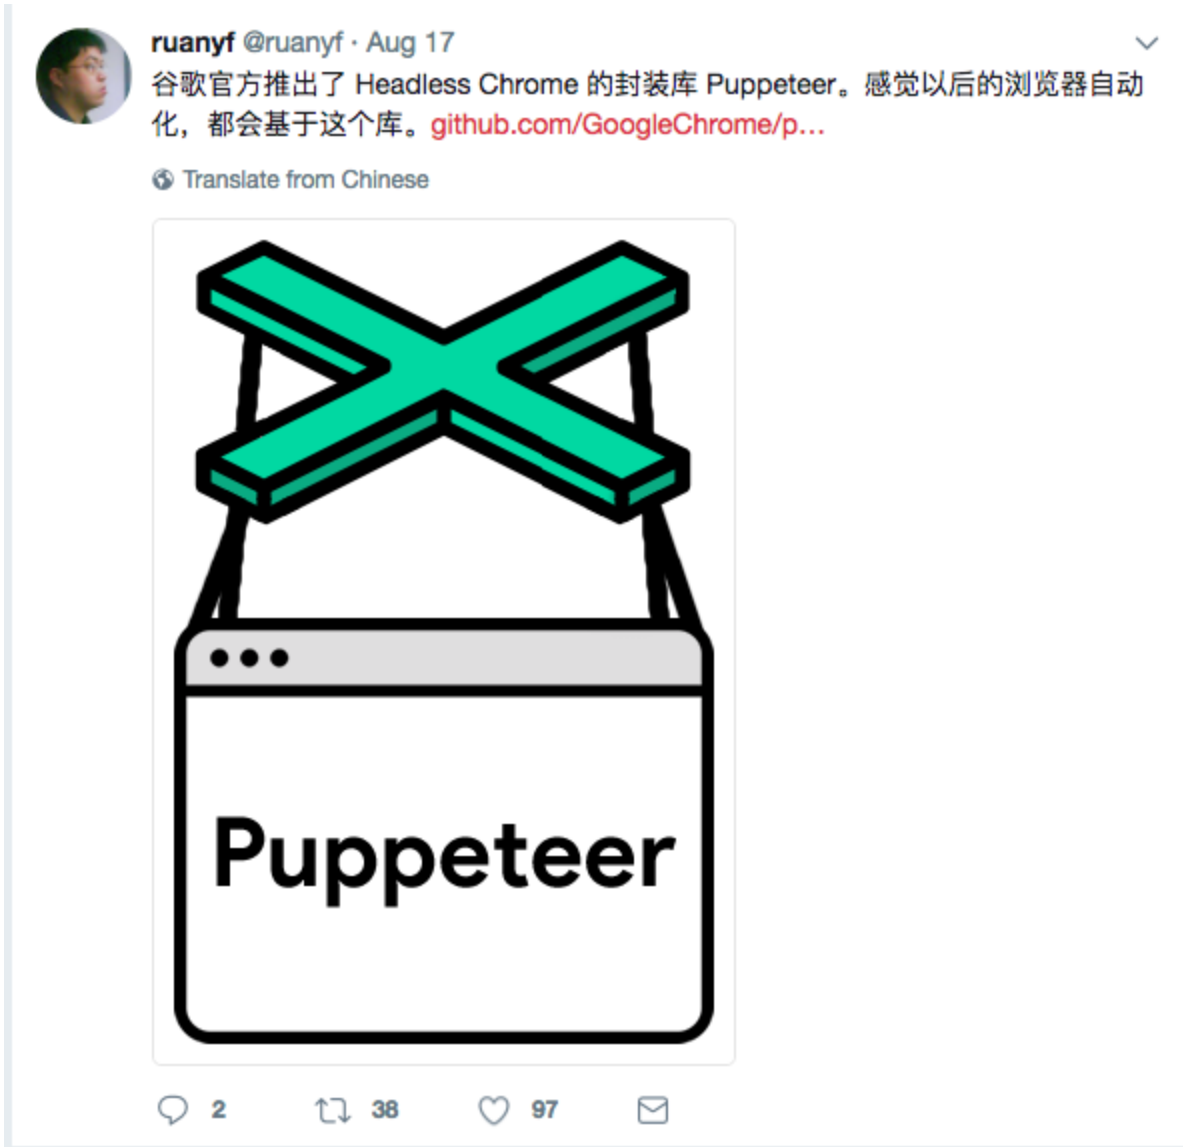 ruanyf @ruanyf · Aug 17
谷歌官方推出了 Headless Chrome 的封装库 Puppeteer。感觉以后的浏览器自动
化，都会基于这个库。github.com/GoogleChrome/p...
Translate from Chinese
Puppeteer
2 38 97